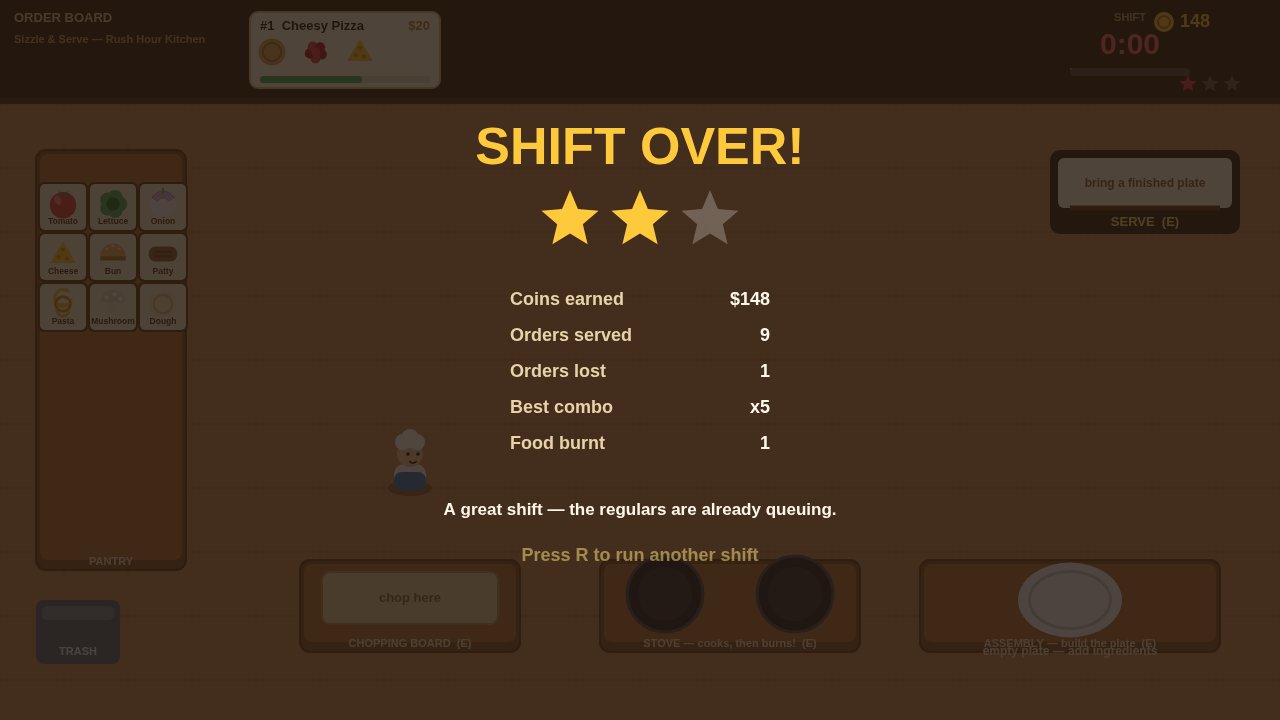 ORDER BOARD
Sizzle & Serve — Rush Hour Kitchen
#1 Cheesy Pizza $20
SHIFT 148
0:00
SHIFT OVER!
bring a finished plate
SERVE (E)
Tomato Lettuce Onion
Cheese Bun Patty
Pasta Mushroom Dough
Coins earned $148
Orders served 9
Orders lost 1
Best combo x5
Food burnt 1
A great shift — the regulars are already queuing.
Press R to run another shift
PANTRY
chop here
TRASH
CHOPPING BOARD (E)
STOVE — cooks, then burns! (E)
ASSEMBLY — build the plate (E)
empty plate — add ingredients